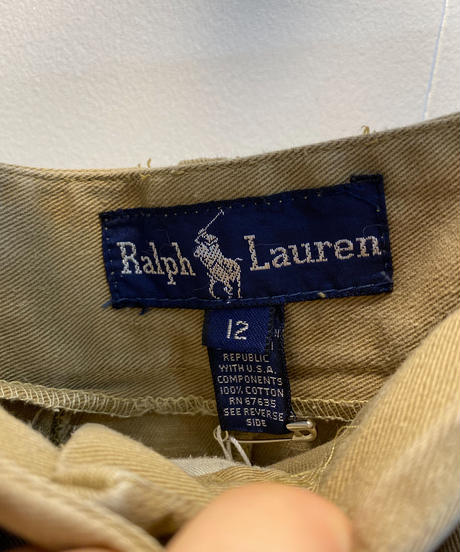 Ralph Lauren
12
REPUBLIC
WITH U.S.A.
COMPONENTS
100% COTTON
RN 67635
SEE REVERSE
SIDE